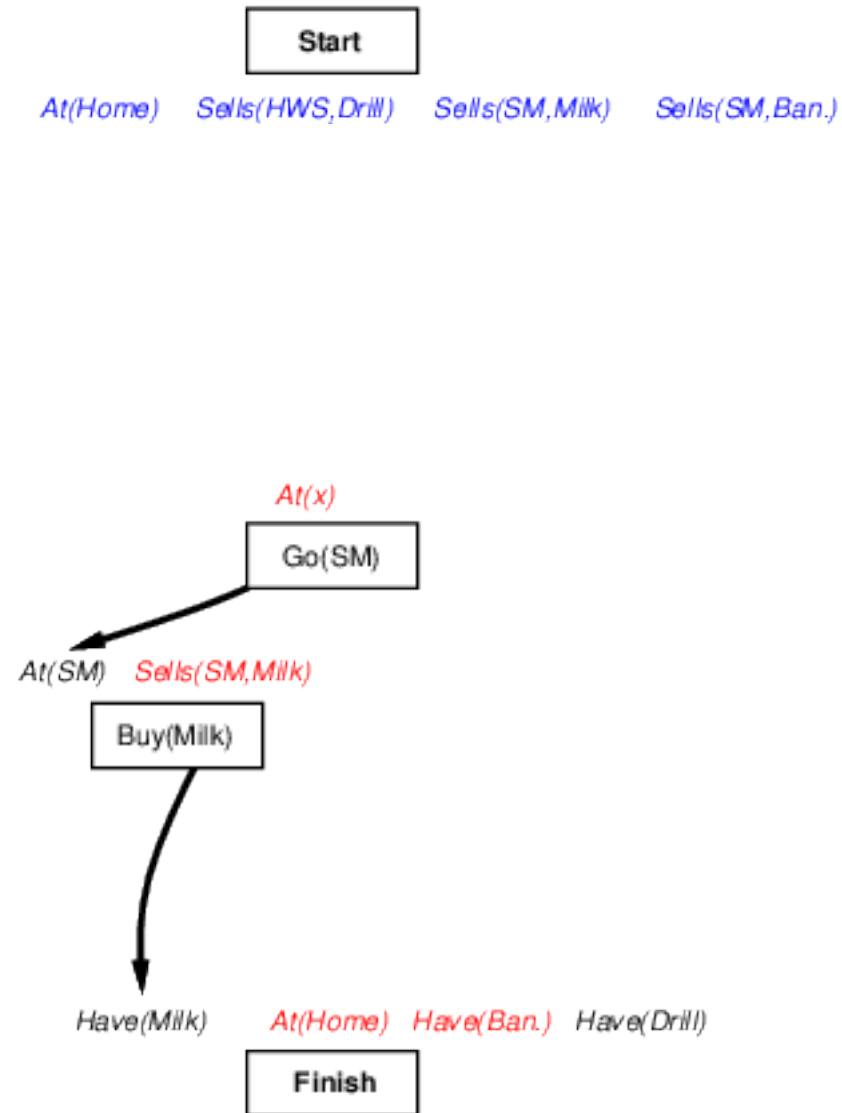 Start
At(Home) Sells(HWS,Drill) Sells(SM,Milk) Sells(SM,Ban.)
At(x)
Go(SM)
At(SM) Sells(SM,Milk)
Buy(Milk)
Have(Milk) At(Home) Have(Ban.) Have(Drill)
Finish